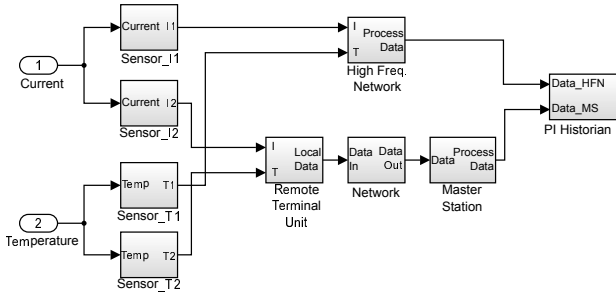 1
Current
Current I1
Sensor_I1
Current I2
Sensor_I2
2
Temperature
Temp T1
Sensor_T1
Temp T2
Sensor_T2
I
T
Process
Data
High Freq.
Network
I
T
Local
Data
Remote
Terminal
Unit
Data
In
Data
Out
Network
Data
Process
Data
Master
Station
Data_HFN
Data_MS
PI Historian